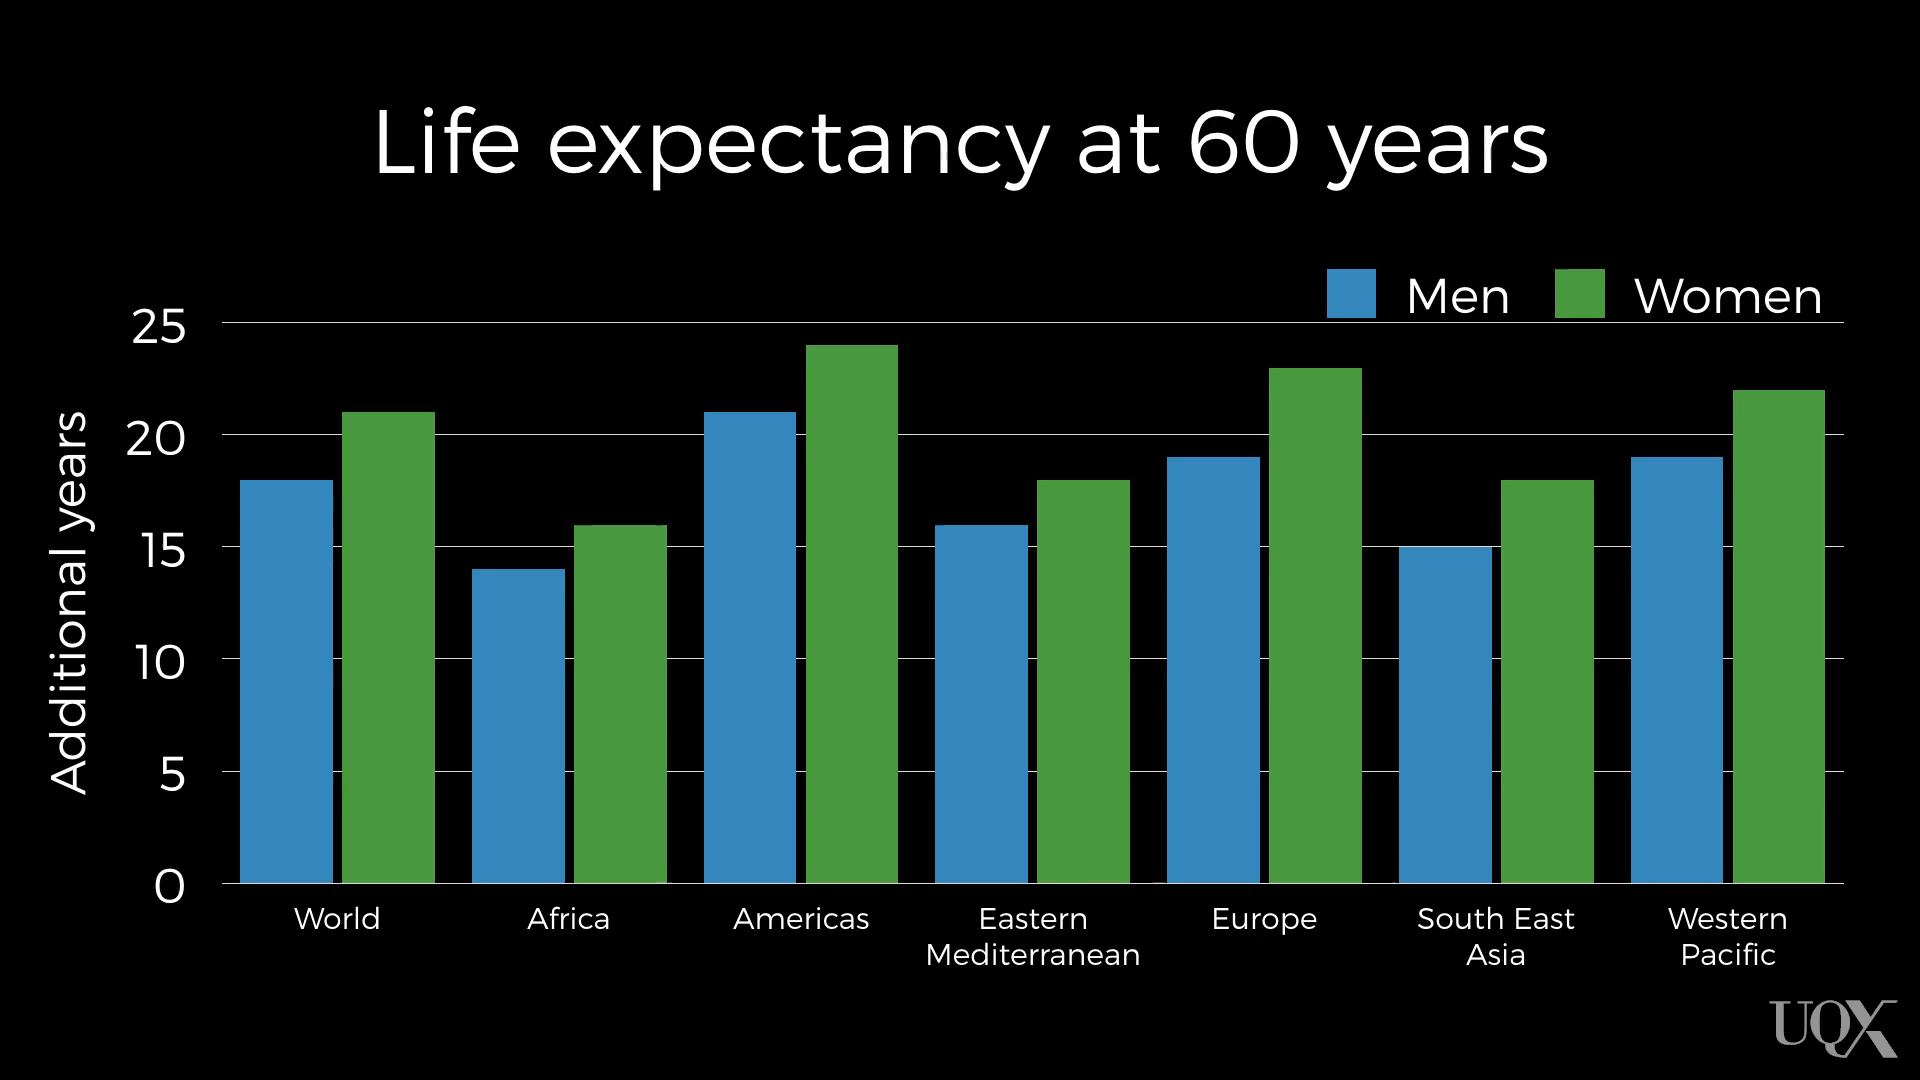 Life expectancy at 60 years
Men Women
Additional years
25
20
15
10
5
0
World
Africa
Americas
Eastern
Mediterranean
Europe
South East
Asia
Western
Pacific
UQX